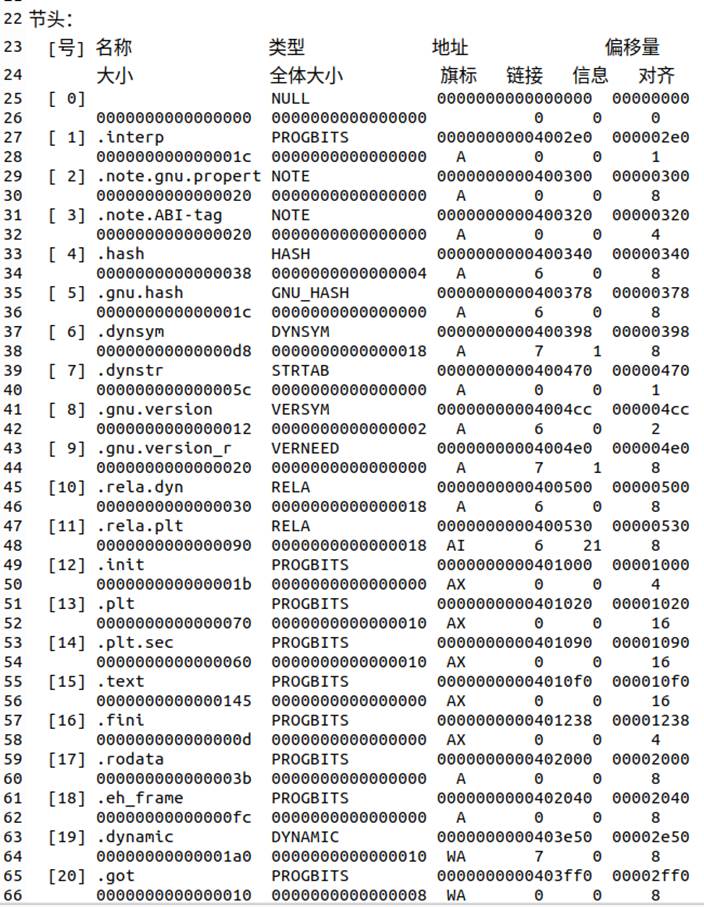 22 节头：
23 [号] 名称 类型 地址 偏移量
24 大小 全体大小 旗标 链接 信息 对齐
25 [ 0] NULL 0000000000000000 00000000
26 0000000000000000 0000000000000000 0 0 0
27 [ 1] .interp PROGBITS 00000000004002e0 000002e0
28 000000000000001c 0000000000000000 A 0 0 1
29 [ 2] .note.gnu.propert NOTE 0000000000400300 00000300
30 0000000000000020 0000000000000000 A 0 0 8
31 [ 3] .note.ABI-tag NOTE 0000000000400320 00000320
32 0000000000000020 0000000000000000 A 0 0 4
33 [ 4] .hash HASH 0000000000400340 00000340
34 0000000000000038 0000000000000004 A 6 0 8
35 [ 5] .gnu.hash GNU_HASH 0000000000400378 00000378
36 000000000000001c 0000000000000000 A 6 0 8
37 [ 6] .dynsym DYNSYM 0000000000400398 00000398
38 00000000000000d8 0000000000000018 A 7 1 8
39 [ 7] .dynstr STRTAB 0000000000400470 00000470
40 000000000000005c 0000000000000000 A 0 0 1
41 [ 8] .gnu.version VERSYM 00000000004004cc 000004cc
42 0000000000000012 0000000000000002 A 6 0 2
43 [ 9] .gnu.version_r VERNEED 00000000004004e0 000004e0
44 0000000000000020 0000000000000000 A 7 1 8
45 [10] .rela.dyn RELA 0000000000400500 00000500
46 0000000000000030 0000000000000018 A 6 0 8
47 [11] .rela.plt RELA 0000000000400530 00000530
48 0000000000000090 0000000000000018 AI 6 21 8
49 [12] .init PROGBITS 0000000000401000 00001000
50 000000000000001b 0000000000000000 AX 0 0 4
51 [13] .plt PROGBITS 0000000000401020 00001020
52 0000000000000070 0000000000000010 AX 0 0 16
53 [14] .plt.sec PROGBITS 0000000000401090 00001090
54 0000000000000060 0000000000000010 AX 0 0 16
55 [15] .text PROGBITS 00000000004010f0 000010f0
56 0000000000000145 0000000000000000 AX 0 0 16
57 [16] .fini PROGBITS 0000000000401238 00001238
58 000000000000000d 0000000000000000 AX 0 0 4
59 [17] .rodata PROGBITS 0000000000402000 00002000
60 000000000000003b 0000000000000000 A 0 0 8
61 [18] .eh_frame PROGBITS 0000000000402040 00002040
62 00000000000000fc 0000000000000000 A 0 0 8
63 [19] .dynamic DYNAMIC 0000000000403e50 00002e50
64 00000000000001a0 0000000000000010 WA 7 0 8
65 [20] .got PROGBITS 0000000000403ff0 00002ff0
66 0000000000000010 0000000000000008 WA 0 0 8